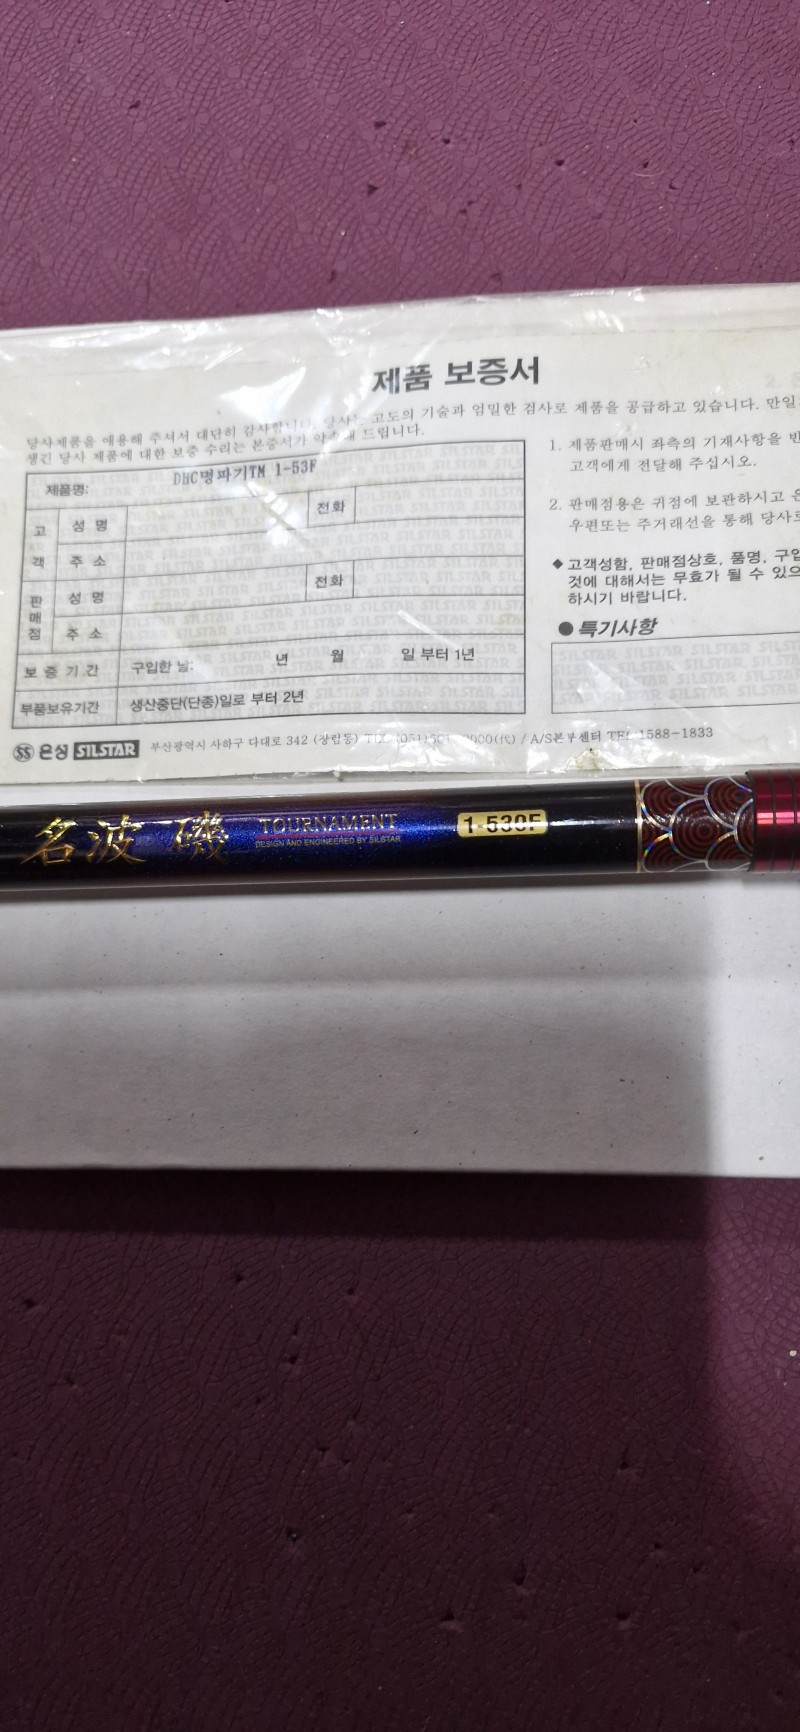 제품 보증서
당사제품을 애용해 주셔서 대단히 감사합니다. 당사는 고도의 기술과 엄밀한 검사로 제품을 공급하고 있습니다. 만일
생긴 당사 제품에 대한 보증 수리는 본증서가 약속해 드립니다.
제품명: DHC명파기TM 1-53F
고객 성명 전화
주소
판매점 성명 전화
주소
보증기간 구입한 날: 년 월 일 부터 1년
부품보유기간 생산중단(단종)일로 부터 2년
1. 제품판매시 좌측의 기재사항을
고객에게 전달해 주십시오.
2. 판매점용은 귀점에 보관하시고
우편또는 주거래선을 통해 당사로
◆고객성함, 판매점상호, 품명, 구입
것에 대해서는 무효가 될 수 있으
하시기 바랍니다.
●특기사항
SS 은성 SILSTAR 부산광역시 사하구 다대로 342 (장림동) (代) / A/S본부센터 TEL 1588-1833
名波 磯 TOURNAMENT 1-530F
DESIGN AND ENGINEERED BY SILSTAR